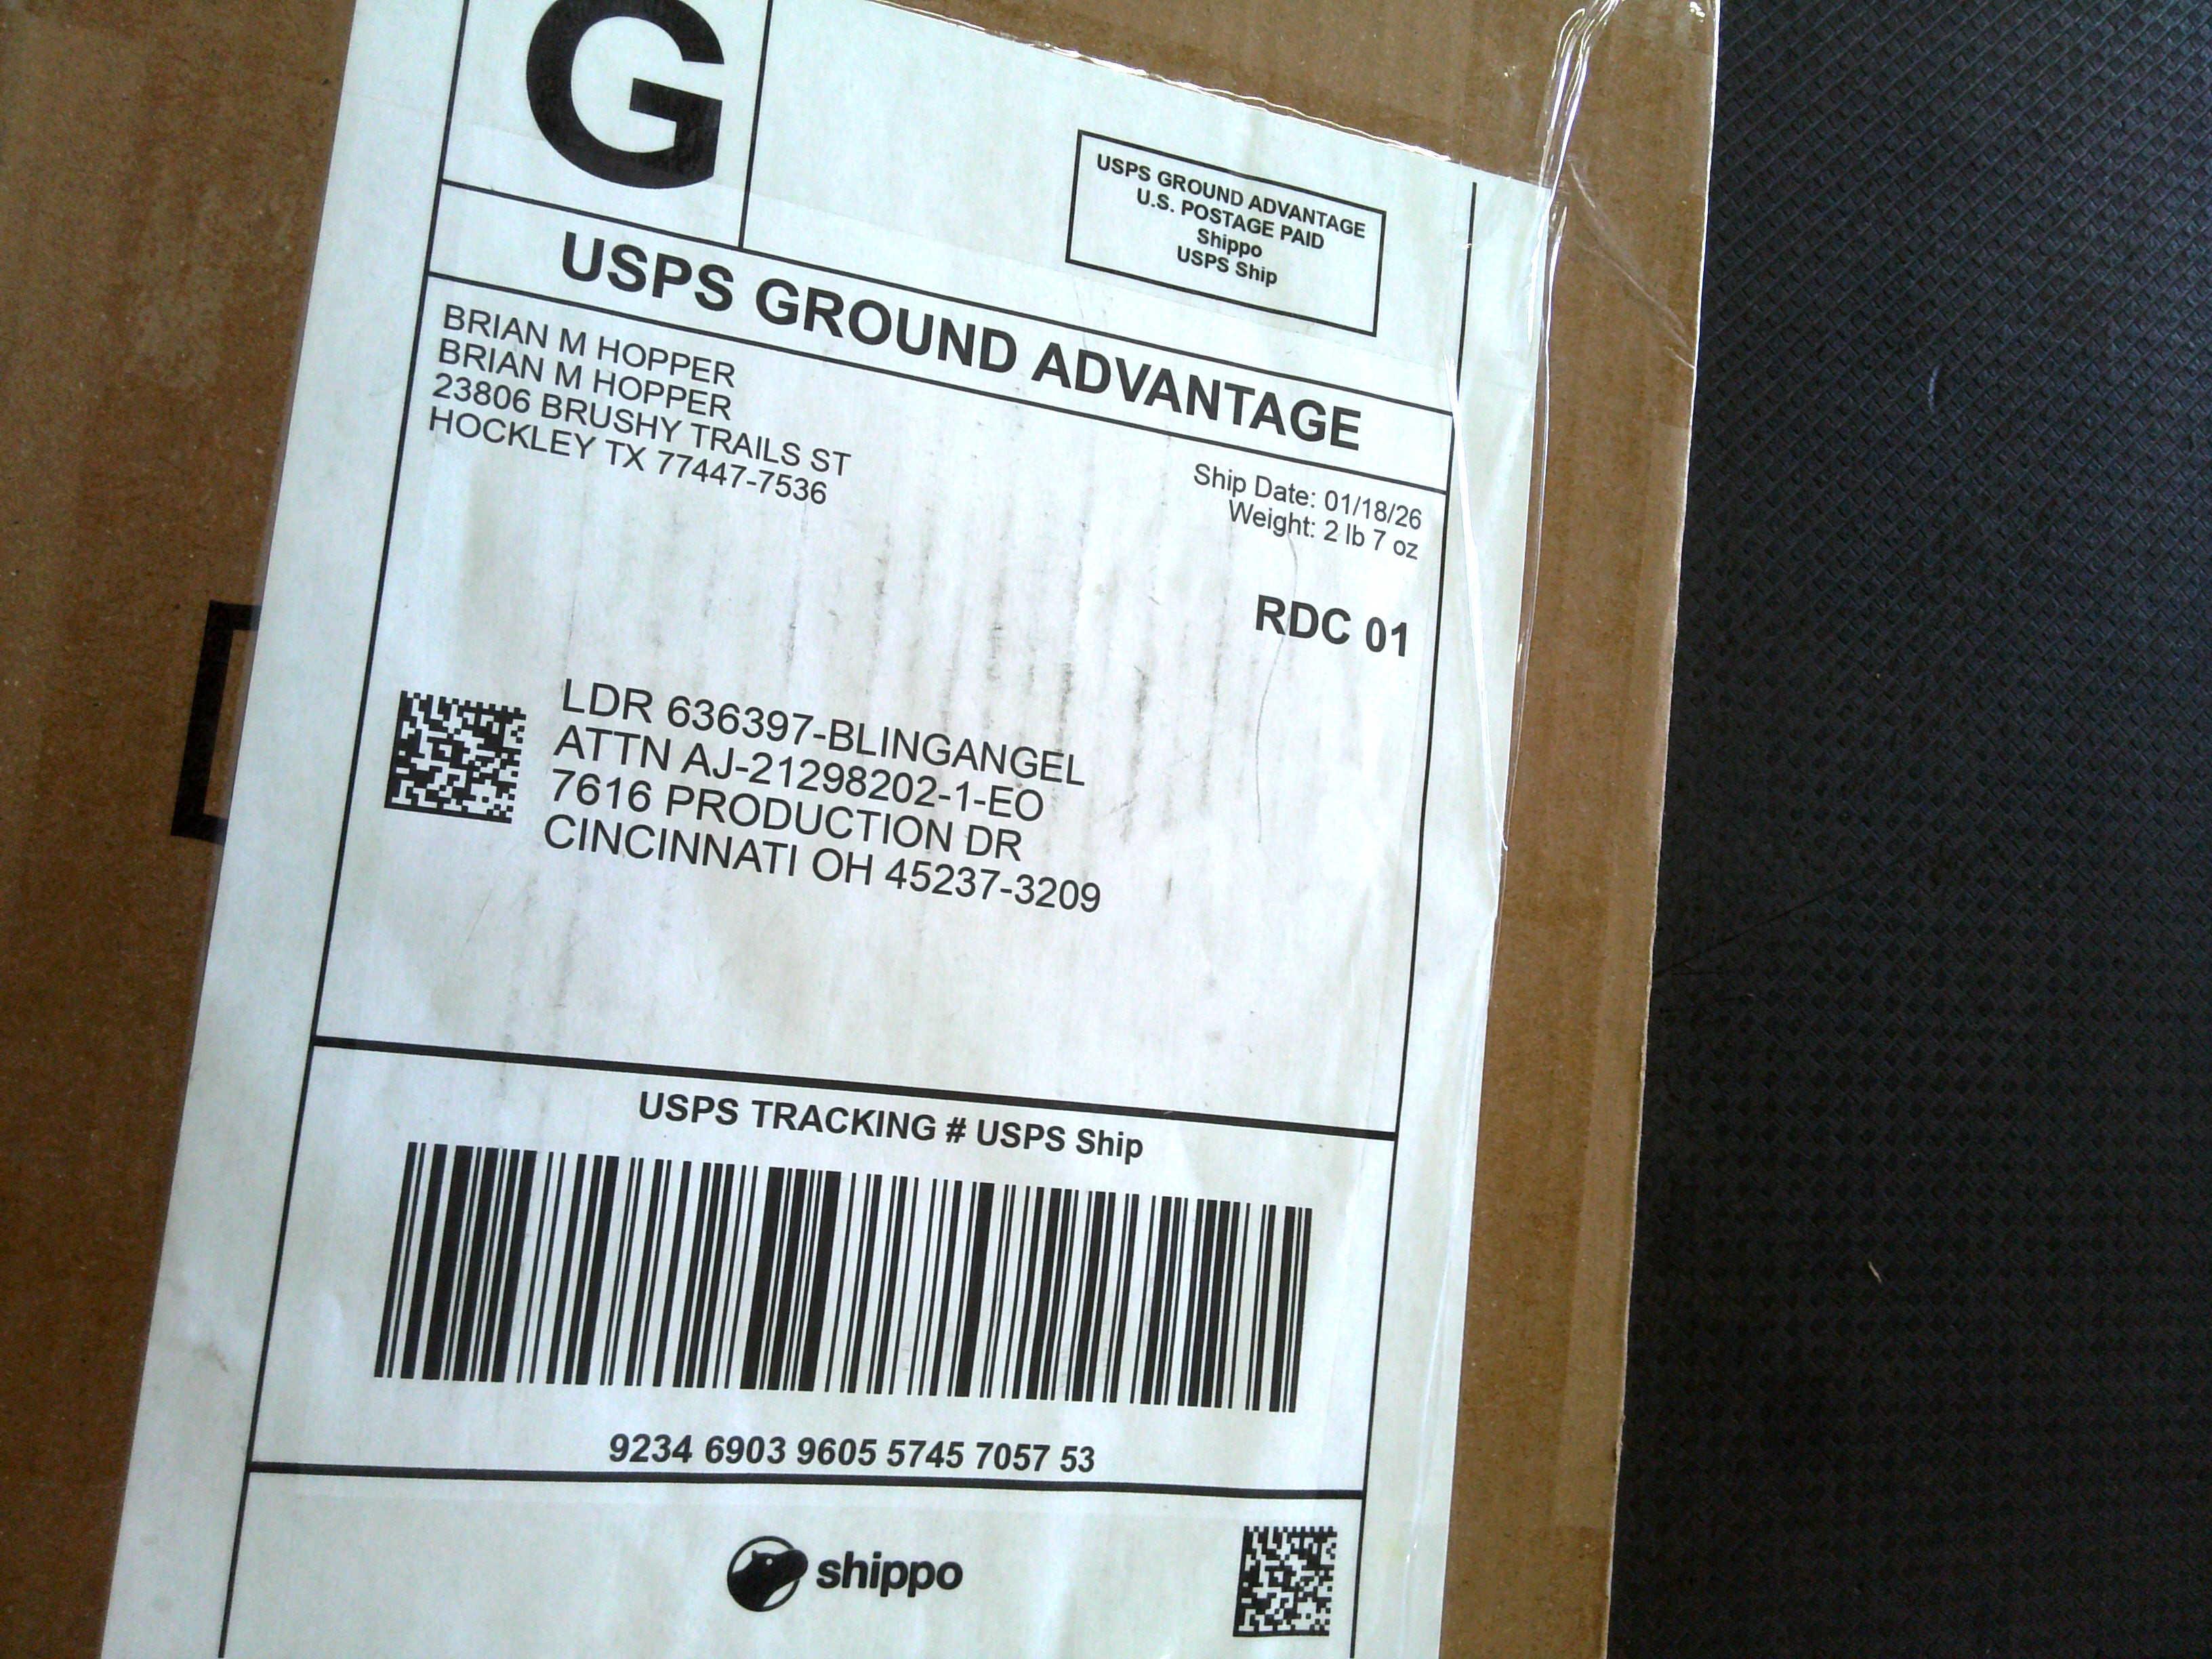 G
USPS GROUND ADVANTAGE
U.S. POSTAGE PAID
Shippo
USPS Ship
USPS GROUND ADVANTAGE
BRIAN M HOPPER
BRIAN M HOPPER
23806 BRUSHY TRAILS ST
HOCKLEY TX 77447-7536
Ship Date: 01/18/26
Weight: 2 lb 7 oz
RDC 01
LDR 636397-BLINGANGEL
ATTN AJ-21298202-1-EO
7616 PRODUCTION DR
CINCINNATI OH 45237-3209
USPS TRACKING # USPS Ship
9234 6903 9605 5745 7057 53
shippo